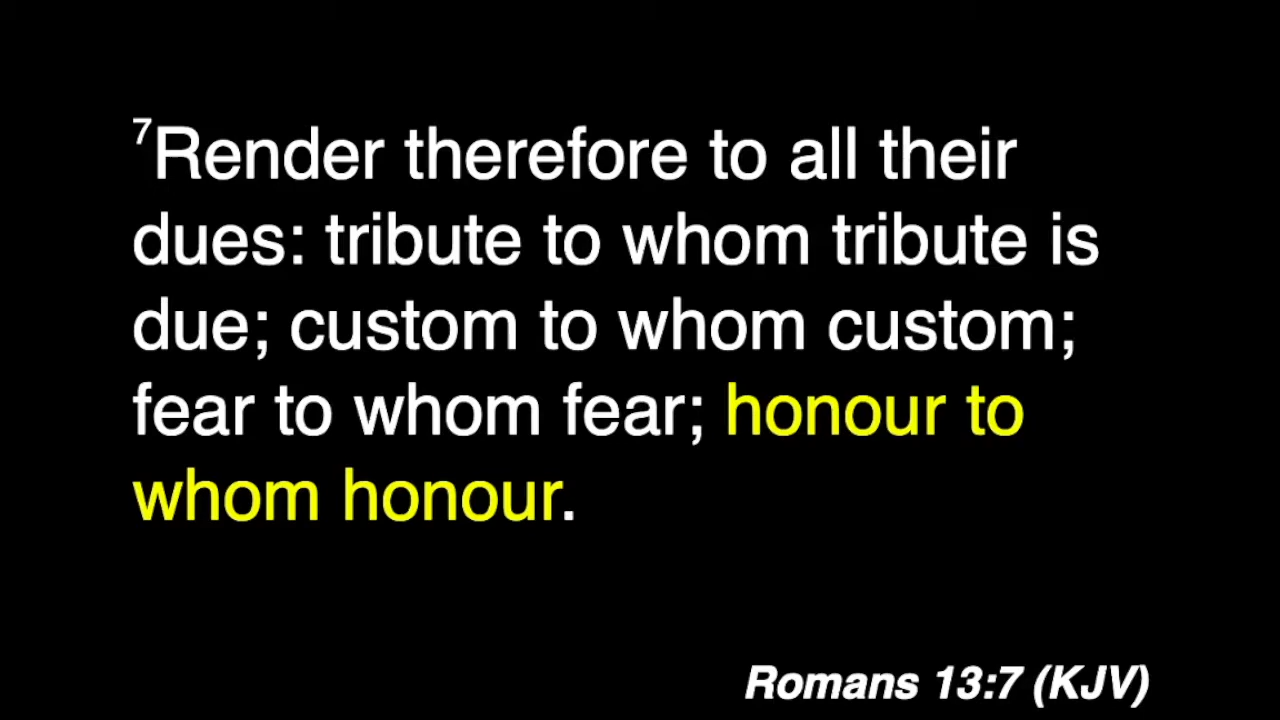 7Render therefore to all their
dues: tribute to whom tribute is
due; custom to whom custom;
fear to whom fear; honour to
whom honour.
Romans 13:7 (KJV)